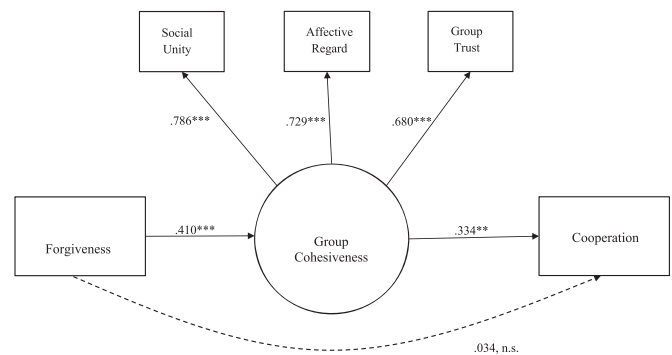 Social
Unity
Affective
Regard
Group
Trust
.786***
.729***
.680***
Forgiveness
.410***
Group
Cohesiveness
.334**
Cooperation
.034, n.s.